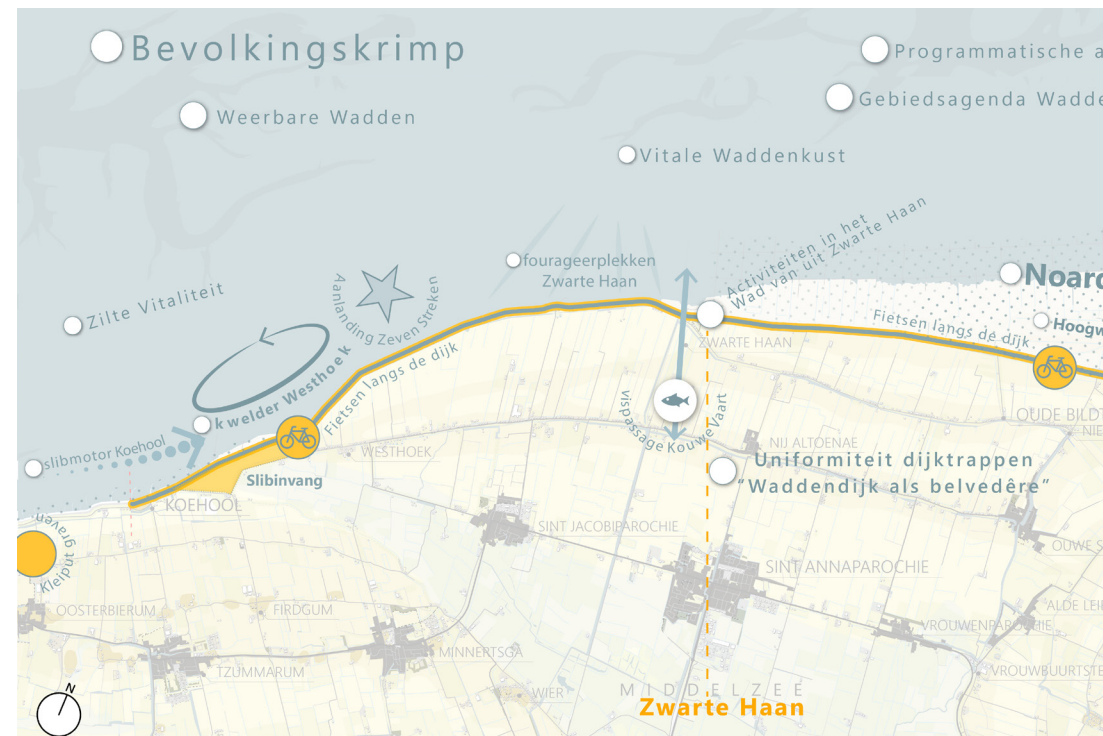 Bevolkingskrimp
Programmatische a
Weerbare Wadden
Gebiedsagenda Wadde
Vitale Waddenkust
Activiteiten in het
Wad van uit Zwarte Haan
fourageerplekken
Zwarte Haan
Aanlanding Zeven Streken
Noard
Zilte Vitaliteit
Fietsen langs de dijk
Hoogw
ZWARTE HAAN
kwelder Westhoek
Fietsen langs de dijk
vispassage Kouwe Vaart
OUDE BILDT
NIE
slibmotor Koehool
WESTHOEK
NIJ ALTOENAE
Uniformiteit dijktrappen
“Waddendijk als belvedêre”
Slibinvang
KOEHOOL
SINT JACOBIPAROCHIE
Kleiput graven
OUWE S
SINT ANNAPAROCHIE
OOSTERBIERUM
FIRDGUM
ALDE LEI
VROUWENPAROCHIE
MINNERTSGA
TZUMMARUM
VROUWBUURTSTE
WIER
MIDDELZEE
Zwarte Haan
N